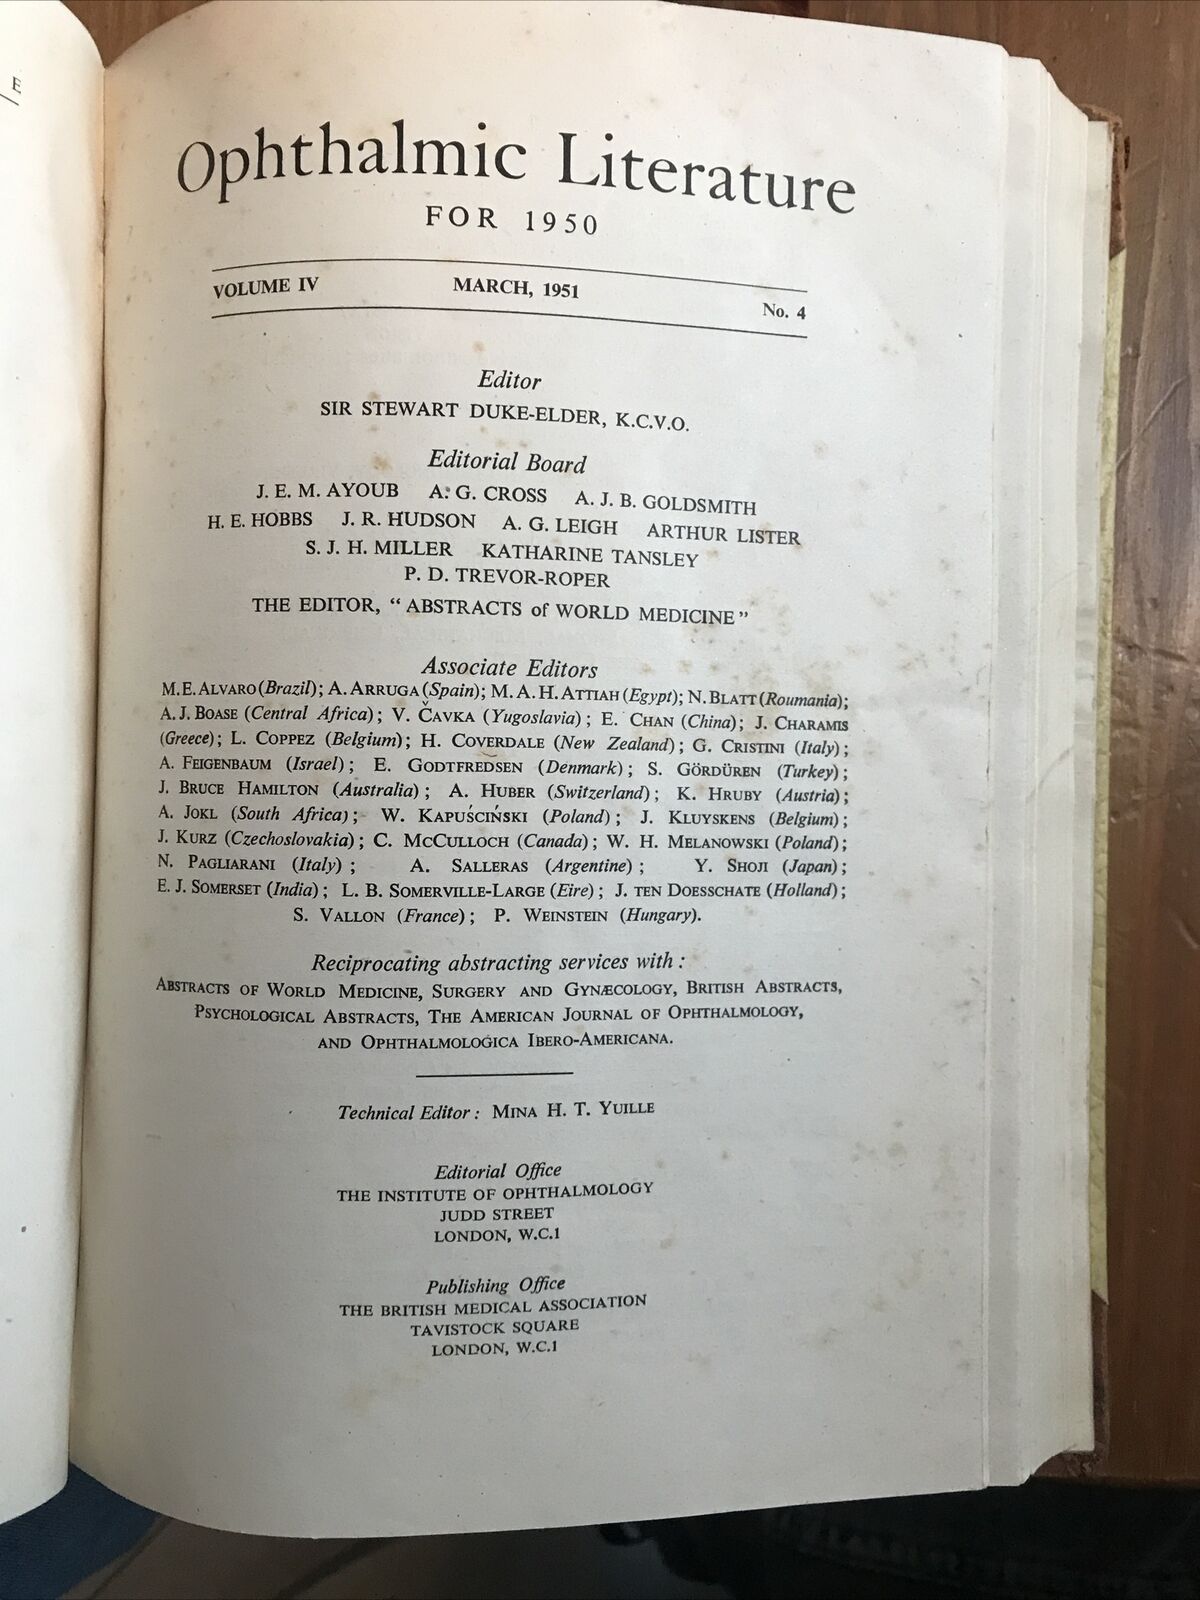 E
Ophthalmic Literature
FOR 1950
VOLUME IV MARCH, 1951 No. 4
Editor
SIR STEWART DUKE-ELDER, K.C.V.O.
Editorial Board
J. E. M. AYOUB A. G. CROSS A. J. B. GOLDSMITH
H. E. HOBBS J. R. HUDSON A. G. LEIGH ARTHUR LISTER
S. J. H. MILLER KATHARINE TANSLEY
P. D. TREVOR-ROPER
THE EDITOR, “ABSTRACTS of WORLD MEDICINE”
Associate Editors
M. E. ALVARO (Brazil); A. ARRUGA (Spain); M. A. H. ATTIAH (Egypt); N. BLATT (Roumania);
A. J. BOASE (Central Africa); V. ČAVKA (Yugoslavia); E. CHAN (China); J. CHARAMIS
(Greece); L. COPPEZ (Belgium); H. COVERDALE (New Zealand); G. CRISTINI (Italy);
A. FEIGENBAUM (Israel); E. GODTFREDSEN (Denmark); S. GÖRDÜREN (Turkey);
J. BRUCE HAMILTON (Australia); A. HUBER (Switzerland); K. HRUBY (Austria);
A. JOKL (South Africa); W. KAPUŚCIŃSKI (Poland); J. KLUYSKENS (Belgium);
J. KURZ (Czechoslovakia); C. MCCULLOCH (Canada); W. H. MELANOWSKI (Poland);
N. PAGLIARANI (Italy); A. SALLERAS (Argentine); Y. SHOJI (Japan);
E. J. SOMERSET (India); L. B. SOMERVILLE-LARGE (Eire); J. TEN DOESSCHATE (Holland);
S. VALLON (France); P. WEINSTEIN (Hungary).
Reciprocating abstracting services with:
ABSTRACTS OF WORLD MEDICINE, SURGERY AND GYNÆCOLOGY, BRITISH ABSTRACTS,
PSYCHOLOGICAL ABSTRACTS, THE AMERICAN JOURNAL OF OPHTHALMOLOGY,
AND OPHTHALMOLOGICA IBERO-AMERICANA.
Technical Editor: MINA H. T. YUILLE
Editorial Office
THE INSTITUTE OF OPHTHALMOLOGY
JUDD STREET
LONDON, W.C.1
Publishing Office
THE BRITISH MEDICAL ASSOCIATION
TAVISTOCK SQUARE
LONDON, W.C.1